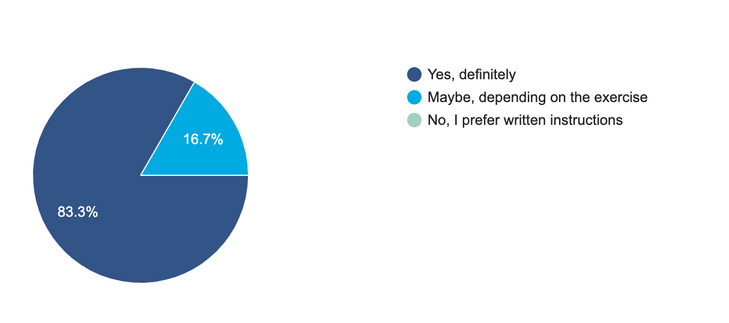 Yes, definitely
Maybe, depending on the exercise
No, I prefer written instructions
16.7%
83.3%